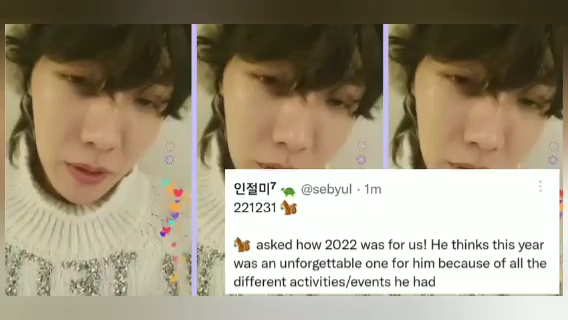 인절미⁷ 🐢 @sebyul · 1m
221231 🐿️
🐿️ asked how 2022 was for us! He thinks this year
was an unforgettable one for him because of all the
different activities/events he had